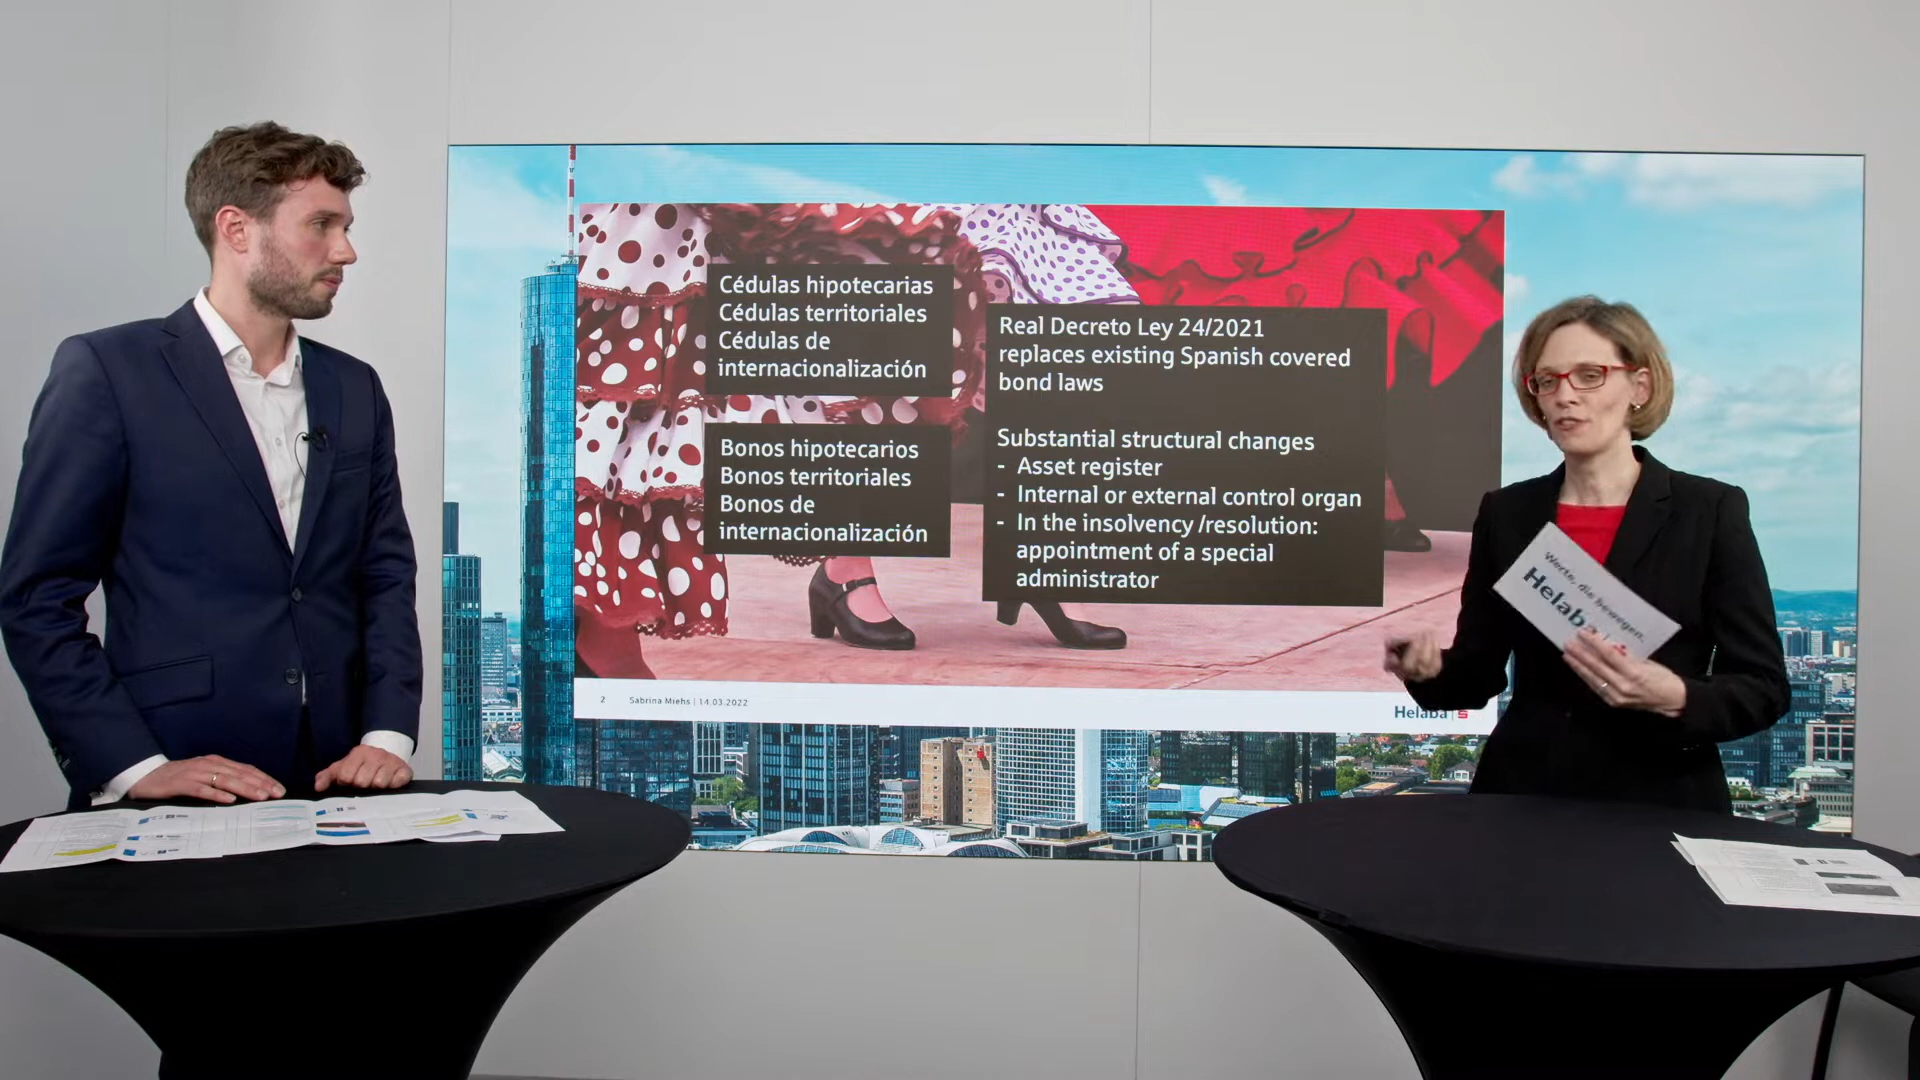 Cédulas hipotecarias
Cédulas territoriales
Cédulas de
internacionalización
Bonos hipotecarios
Bonos territoriales
Bonos de
internacionalización
Real Decreto Ley 24/2021
replaces existing Spanish covered
bond laws
Substantial structural changes
- Asset register
- Internal or external control organ
- In the insolvency /resolution:
appointment of a special
administrator
2 Sabrina Miehs | 14.03.2022
Helaba
Werte, die bewegen.
Helaba